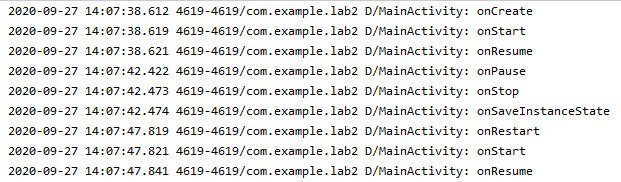 2020-09-27 14:07:38.612 4619-4619/com.example.lab2 D/MainActivity: onCreate
2020-09-27 14:07:38.619 4619-4619/com.example.lab2 D/MainActivity: onStart
2020-09-27 14:07:38.621 4619-4619/com.example.lab2 D/MainActivity: onResume
2020-09-27 14:07:42.422 4619-4619/com.example.lab2 D/MainActivity: onPause
2020-09-27 14:07:42.473 4619-4619/com.example.lab2 D/MainActivity: onStop
2020-09-27 14:07:42.474 4619-4619/com.example.lab2 D/MainActivity: onSaveInstanceState
2020-09-27 14:07:47.819 4619-4619/com.example.lab2 D/MainActivity: onRestart
2020-09-27 14:07:47.821 4619-4619/com.example.lab2 D/MainActivity: onStart
2020-09-27 14:07:47.841 4619-4619/com.example.lab2 D/MainActivity: onResume